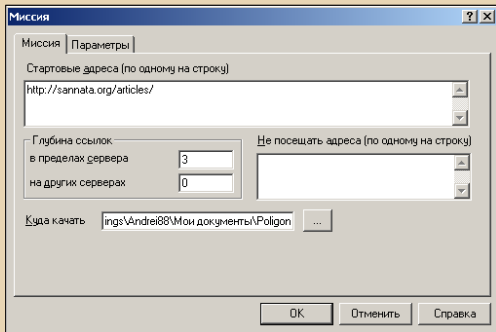 Миссия
Миссия Параметры
Стартовые адреса (по одному на строку)
http://sannata.org/articles/
Глубина ссылок
в пределах сервера 3
на других серверах 0
Не посещать адреса (по одному на строку)
Куда качать ings\Andrei88\Мои документы\Poligon ...
OK Отменить Справка